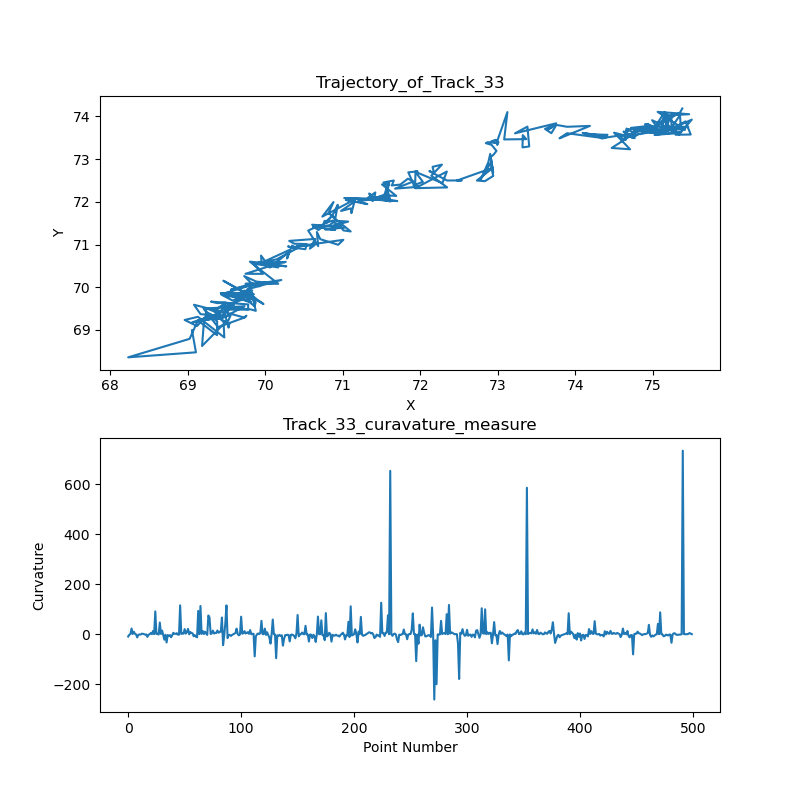 Trajectory_of_Track_33
74
73
72
71
70
69
Y
68 69 70 71 72 73 74 75
X
Track_33_curavature_measure
600
400
200
0
−200
Curvature
0 100 200 300 400 500
Point Number